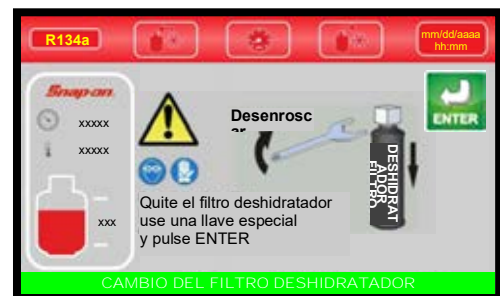 R134a
mm/dd/aaaa
hh:mm
Snap-on
xxxxx
xxxxx
xxx
Desenrosc
ar
DESHIDRAT
ADOR
FILTRO
ENTER
Quite el filtro deshidratador
use una llave especial
y pulse ENTER
CAMBIO DEL FILTRO DESHIDRATADOR